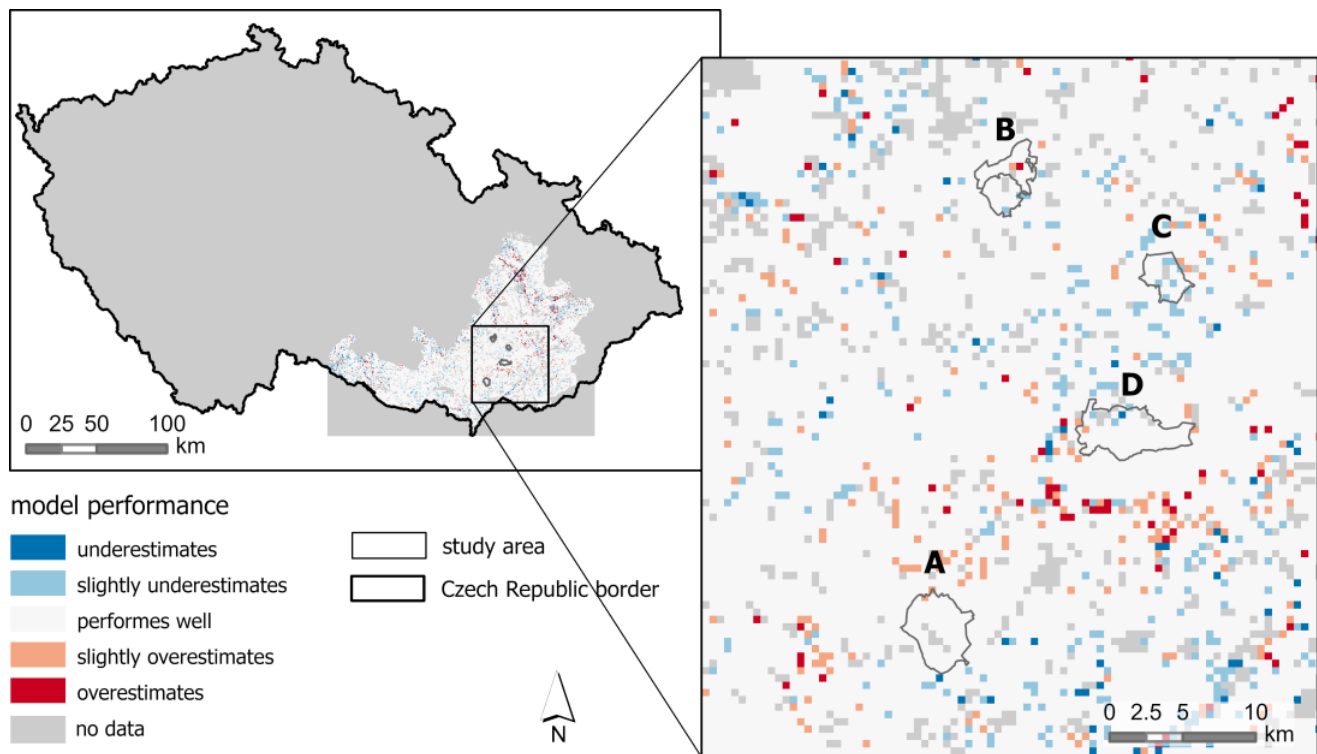 B
C
D
A
0 25 50 100
km
0 2.5 5 10
km
model performance
underestimates
slightly underestimates
performes well
slightly overestimates
overestimates
no data
study area
Czech Republic border
N